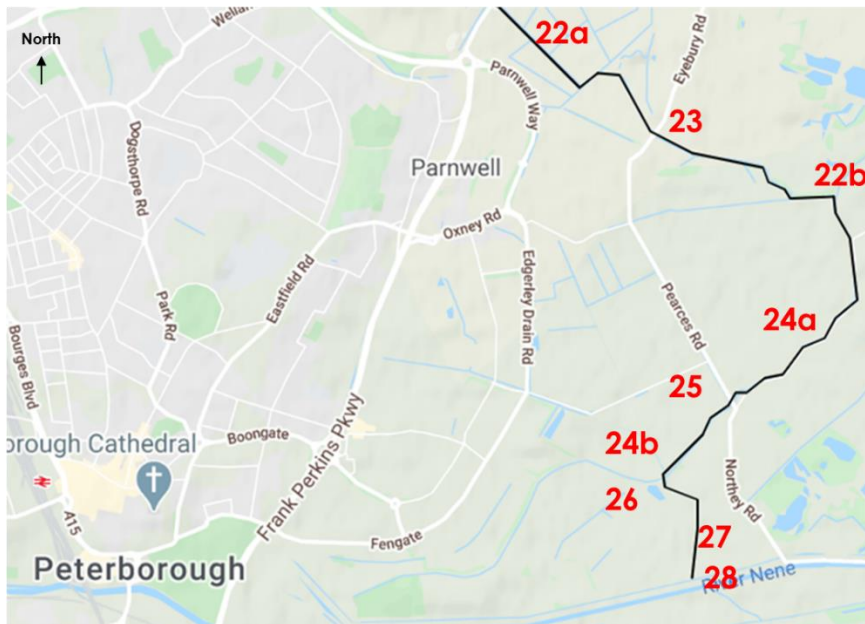 North
22a
Wella
Eyebury Rd
Parnwell Way
23
Dogsthorpe Rd
Parnwell
22b
Oxney Rd
Eastfield Rd
Edgerley Drain Rd
Park Rd
Pearces Rd
24a
Bourges Blvd
25
Frank Perkins Pkwy
Boongate
orough Cathedral
24b
Northey Rd
26
A15
27
Fengate
Peterborough
28
River Nene